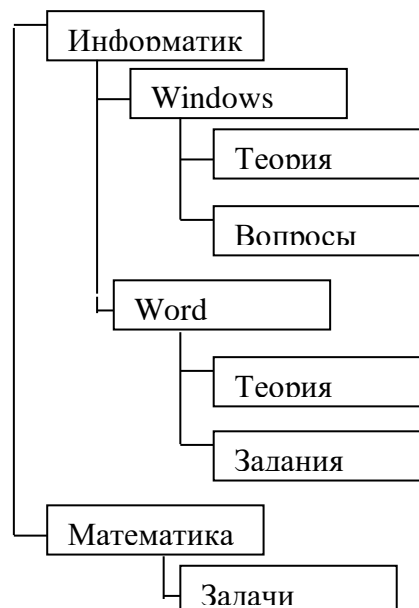 Информатик
Windows
Теория
Вопросы
Word
Теория
Задания
Математика
Задачи